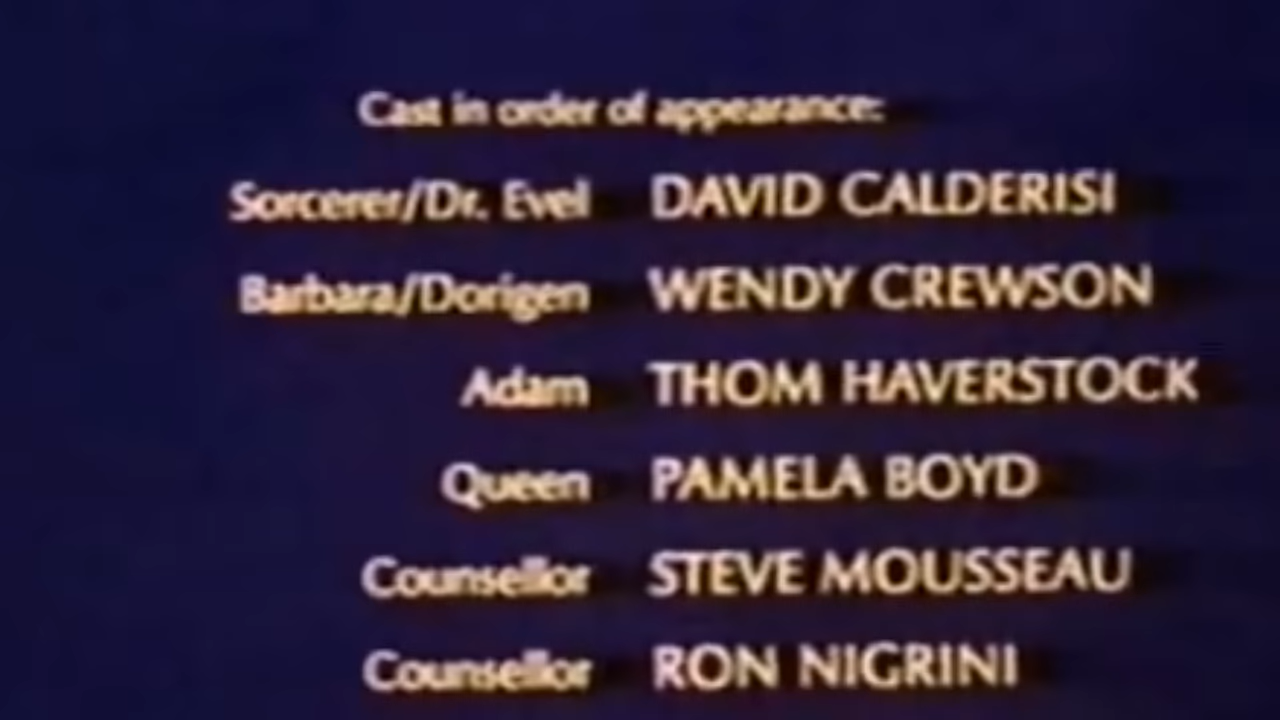 Cast in order of appearance:
Sorcerer/Dr. Evel DAVID CALDERISI
Barbara/Dorigen WENDY CREWSON
Adam THOM HAVERSTOCK
Queen PAMELA BOYD
Counsellor STEVE MOUSSEAU
Counsellor RON NIGRINI